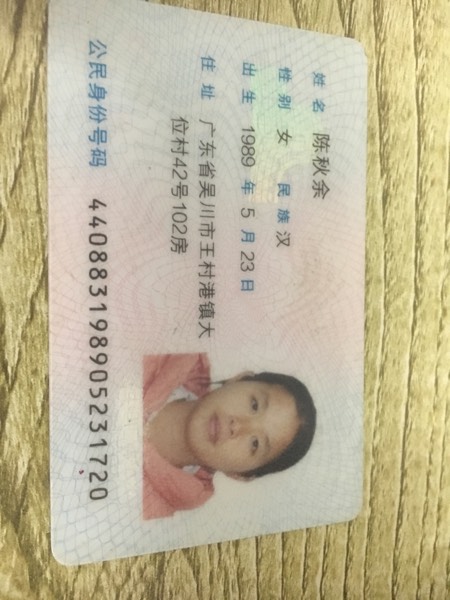 姓名 陈秋余
性别 女 民族 汉
出生 1989 年 5 月 23 日
住址 广东省吴川市王村港镇大
位村42号102房
公民身份号码 440883198905231720